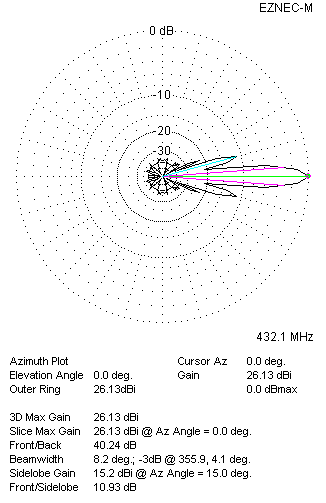 EZNEC-M
0 dB
-10
-20
-30
432.1 MHz
Azimuth Plot Cursor Az 0.0 deg.
Elevation Angle 0.0 deg. Gain 26.13 dBi
Outer Ring 26.13dBi 0.0 dBmax
3D Max Gain 26.13 dBi
Slice Max Gain 26.13 dBi @ Az Angle = 0.0 deg.
Front/Back 40.24 dB
Beamwidth 8.2 deg.; -3dB @ 355.9, 4.1 deg.
Sidelobe Gain 15.2 dBi @ Az Angle = 15.0 deg.
Front/Sidelobe 10.93 dB